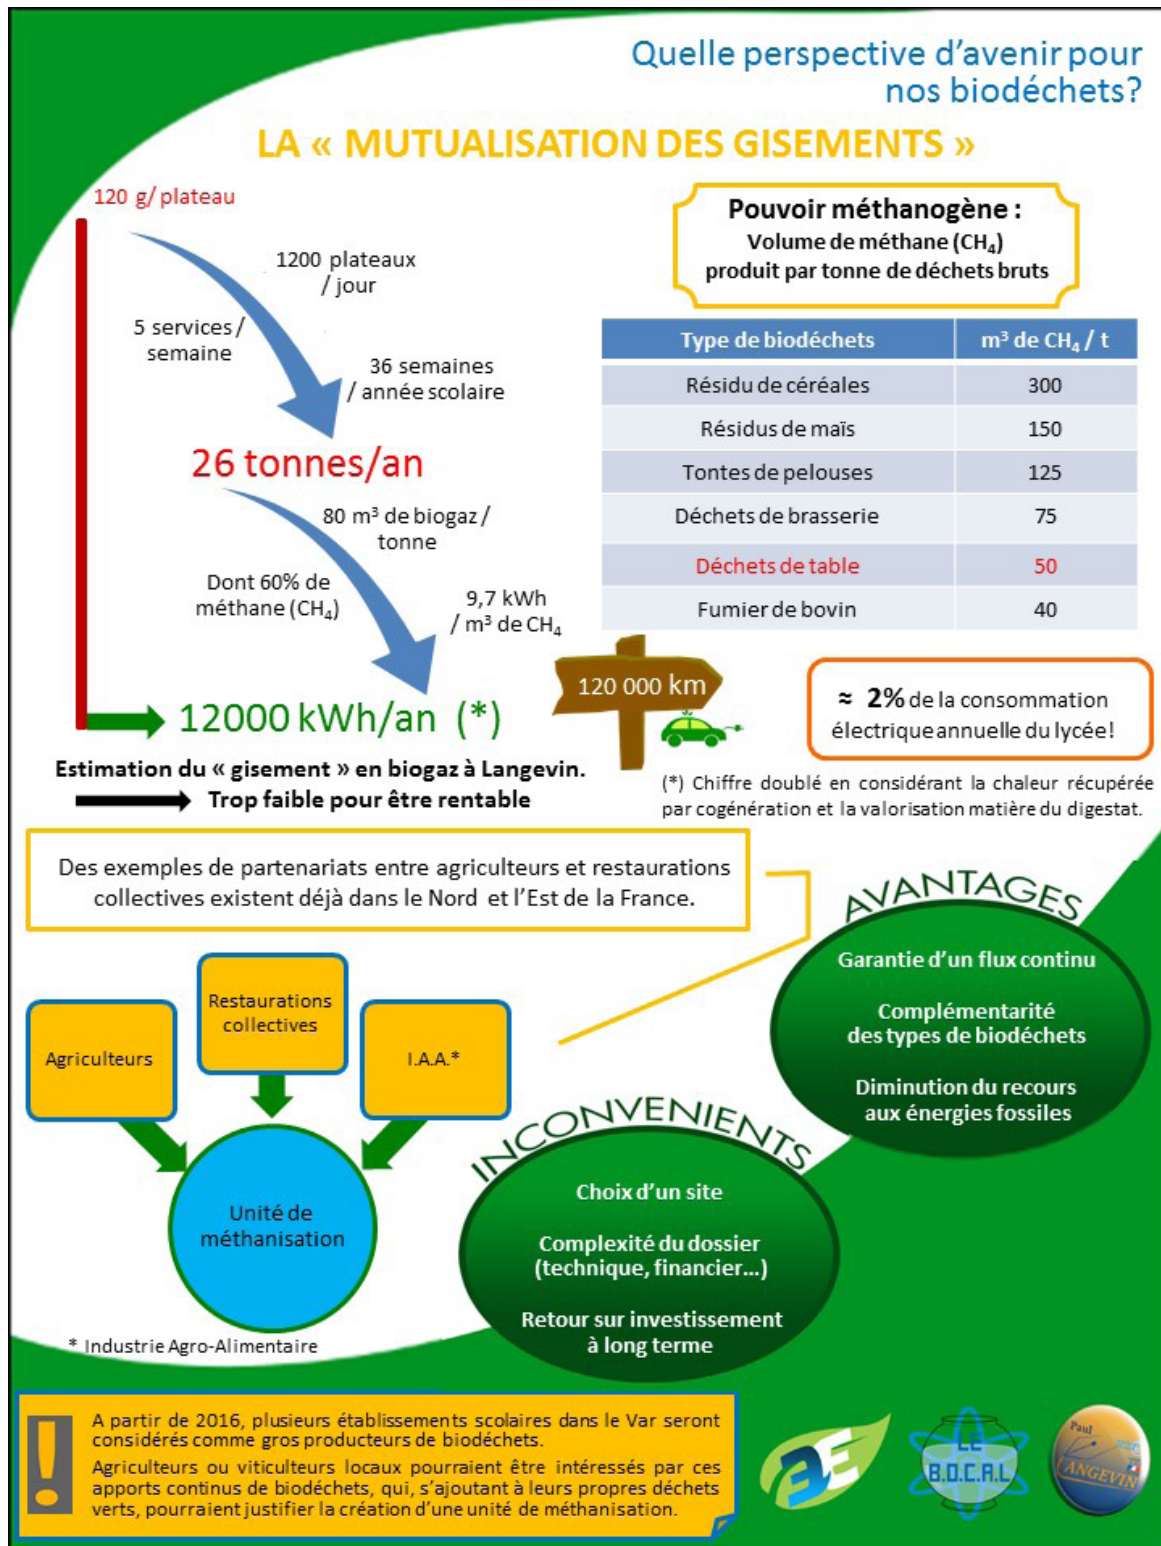 Quelle perspective d’avenir pour
nos biodéchets?
LA « MUTUALISATION DES GISEMENTS »
120 g/ plateau
1200 plateaux
/ jour
5 services /
semaine
36 semaines
/ année scolaire
26 tonnes/an
80 m³ de biogaz /
tonne
Dont 60% de
méthane (CH₄)
9,7 kWh
/ m³ de CH₄
12000 kWh/an (*)
120 000 km
Estimation du « gisement » en biogaz à Langevin.
Trop faible pour être rentable
Pouvoir méthanogène :
Volume de méthane (CH₄)
produit par tonne de déchets bruts
Type de biodéchets m³ de CH₄ / t
Résidu de céréales 300
Résidus de maïs 150
Tontes de pelouses 125
Déchets de brasserie 75
Déchets de table 50
Fumier de bovin 40
≈ 2% de la consommation
électrique annuelle du lycée!
(*) Chiffre doublé en considérant la chaleur récupérée
par cogénération et la valorisation matière du digestat.
Des exemples de partenariats entre agriculteurs et restaurations
collectives existent déjà dans le Nord et l’Est de la France.
Agriculteurs
Restaurations
collectives
I.A.A.*
Unité de
méthanisation
* Industrie Agro-Alimentaire
AVANTAGES
Garantie d’un flux continu
Complémentarité
des types de biodéchets
Diminution du recours
aux énergies fossiles
INCONVENIENTS
Choix d’un site
Complexité du dossier
(technique, financier...)
Retour sur investissement
à long terme
A partir de 2016, plusieurs établissements scolaires dans le Var seront
considérés comme gros producteurs de biodéchets.
Agriculteurs ou viticulteurs locaux pourraient être intéressés par ces
apports continus de biodéchets, qui, s’ajoutant à leurs propres déchets
verts, pourraient justifier la création d’une unité de méthanisation.
LE
B.O.C.A.L
Paul
LANGEVIN